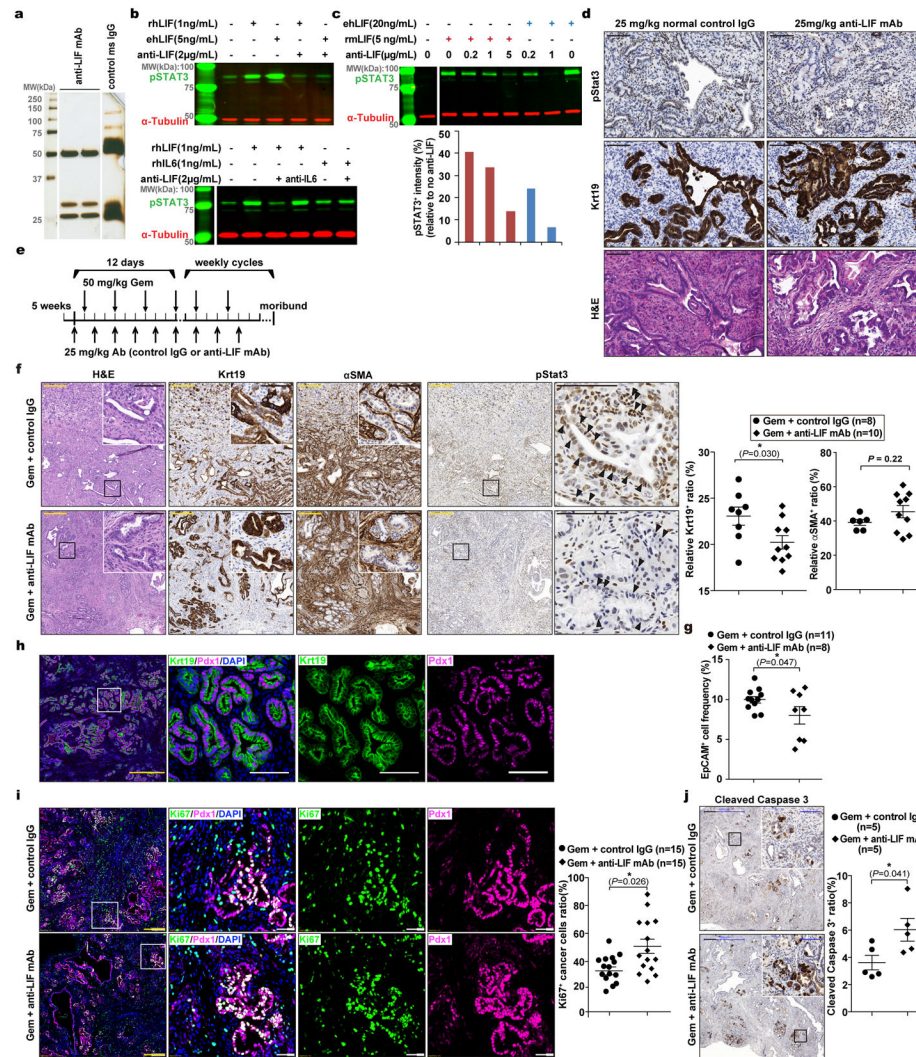 a
anti-LIF mAb
control ms IgG
MW(kDa)
250
150
100
75
50
37
25
b
rhLIF(1ng/mL) + +
ehLIF(5ng/mL) + +
anti-LIF(2μg/mL) + +
MW(kDa):100
pSTAT3
75
α-Tubulin
50
rhLIF(1ng/mL) + + +
rhIL6(1ng/mL) + +
anti-LIF(2μg/mL) + anti-IL6 +
MW(kDa):100
pSTAT3
75
α-Tubulin
50
c
ehLIF(20ng/mL) + + +
rmLIF(5 ng/mL) + + + +
anti-LIF(μg/mL) 0 0 0.2 1 5 0.2 1 0
MW(kDa):100
pSTAT3
75
α-Tubulin
50
pSTAT3⁺ intensity (%)
(relative to no anti-LIF)
50
40
30
20
10
0
d
25 mg/kg normal control IgG
25mg/kg anti-LIF mAb
pStat3
Krt19
H&E
e
12 days
weekly cycles
50 mg/kg Gem
5 weeks
moribund
25 mg/kg Ab (control IgG or anti-LIF mAb)
f
H&E
Krt19
αSMA
pStat3
Gem + control IgG
Gem + anti-LIF mAb
Gem + control IgG (n=8)
Gem + anti-LIF mAb (n=10)
*
(P=0.030)
Relative Krt19⁺ ratio (%)
30
25
20
15
P = 0.22
Relative αSMA⁺ ratio (%)
80
60
40
20
0
g
Gem + control IgG (n=11)
Gem + anti-LIF mAb (n=8)
*
(P=0.047)
EpCAM⁺ cell frequency (%)
15
10
5
0
h
Krt19/Pdx1/DAPI
Krt19
Pdx1
i
Gem + control IgG
Gem + anti-LIF mAb
Ki67/Pdx1/DAPI
Ki67
Pdx1
Ki67/Pdx1/DAPI
Ki67
Pdx1
Gem + control IgG (n=15)
Gem + anti-LIF mAb (n=15)
*
(P=0.026)
Ki67⁺ cancer cells ratio(%)
100
80
60
40
20
0
j
Cleaved Caspase 3
Gem + control IgG
Gem + anti-LIF mAb
Gem + control Ig
(n=5)
Gem + anti-LIF mA
(n=5)
*
(P=0.041)
Cleaved Caspase 3⁺ ratio (%)
10
8
6
4
2
0